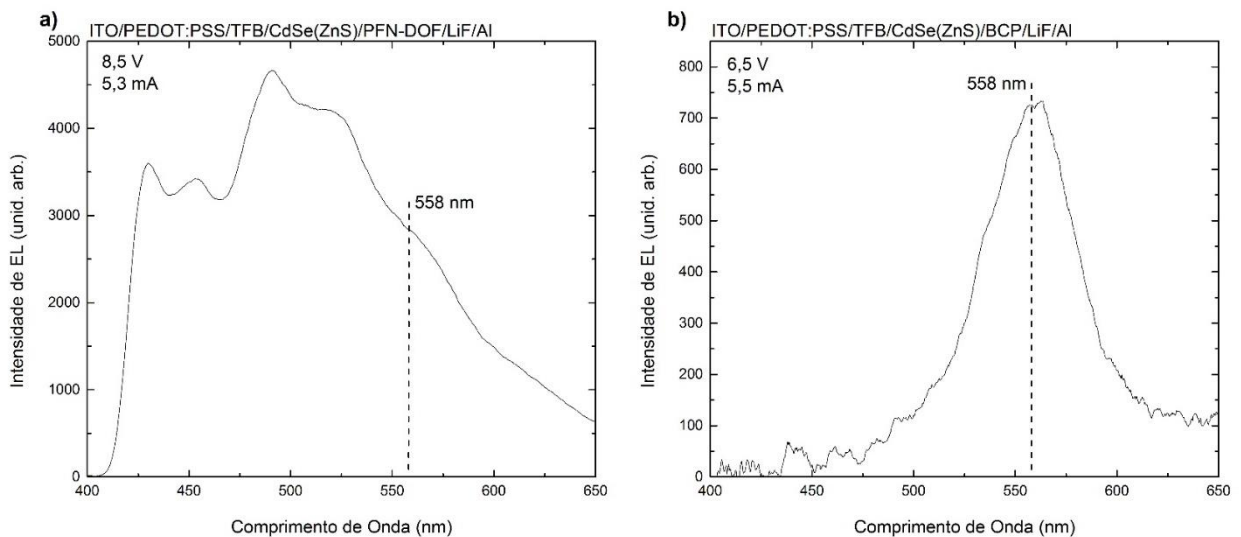 a)
ITO/PEDOT:PSS/TFB/CdSe(ZnS)/PFN-DOF/LiF/Al
8,5 V
5,3 mA
558 nm
5000
4000
3000
2000
1000
0
400
450
500
550
600
650
Intensidade de EL (unid. arb.)
Comprimento de Onda (nm)
b)
ITO/PEDOT:PSS/TFB/CdSe(ZnS)/BCP/LiF/Al
6,5 V
5,5 mA
558 nm
800
700
600
500
400
300
200
100
0
400
450
500
550
600
650
Intensidade de EL (unid. arb.)
Comprimento de Onda (nm)